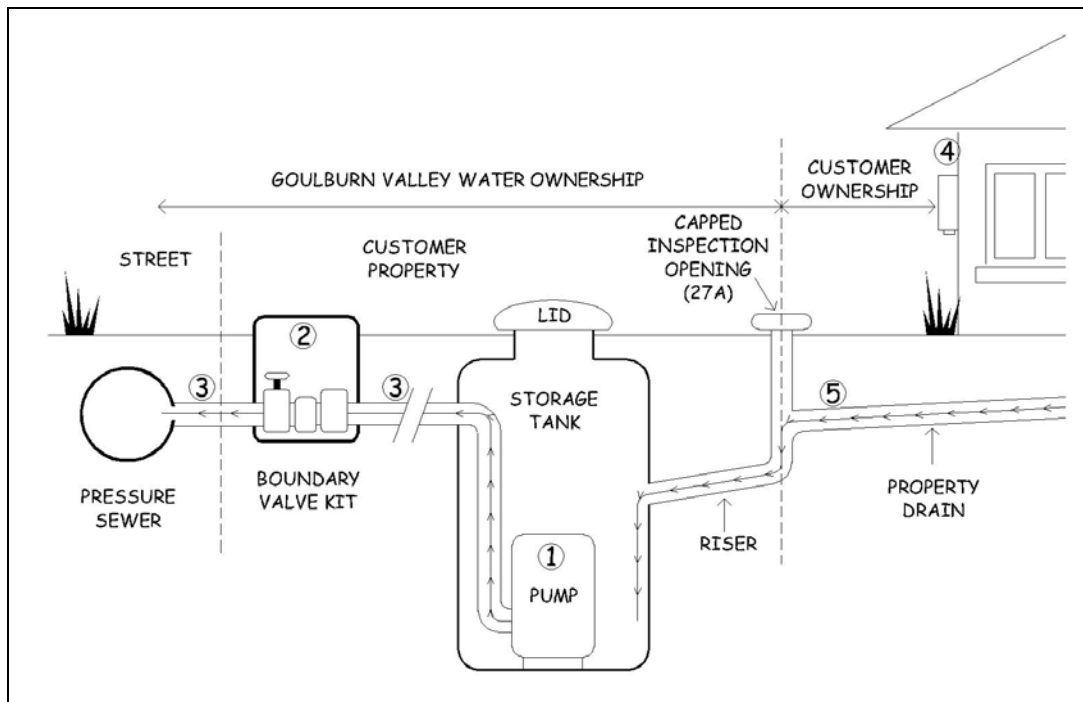 ④
GOULBURN VALLEY WATER OWNERSHIP
CUSTOMER
OWNERSHIP
STREET
CUSTOMER
PROPERTY
CAPPED
INSPECTION
OPENING
(27A)
LID
②
③
③
STORAGE
TANK
⑤
PRESSURE
SEWER
BOUNDARY
VALVE KIT
①
PUMP
RISER
PROPERTY
DRAIN